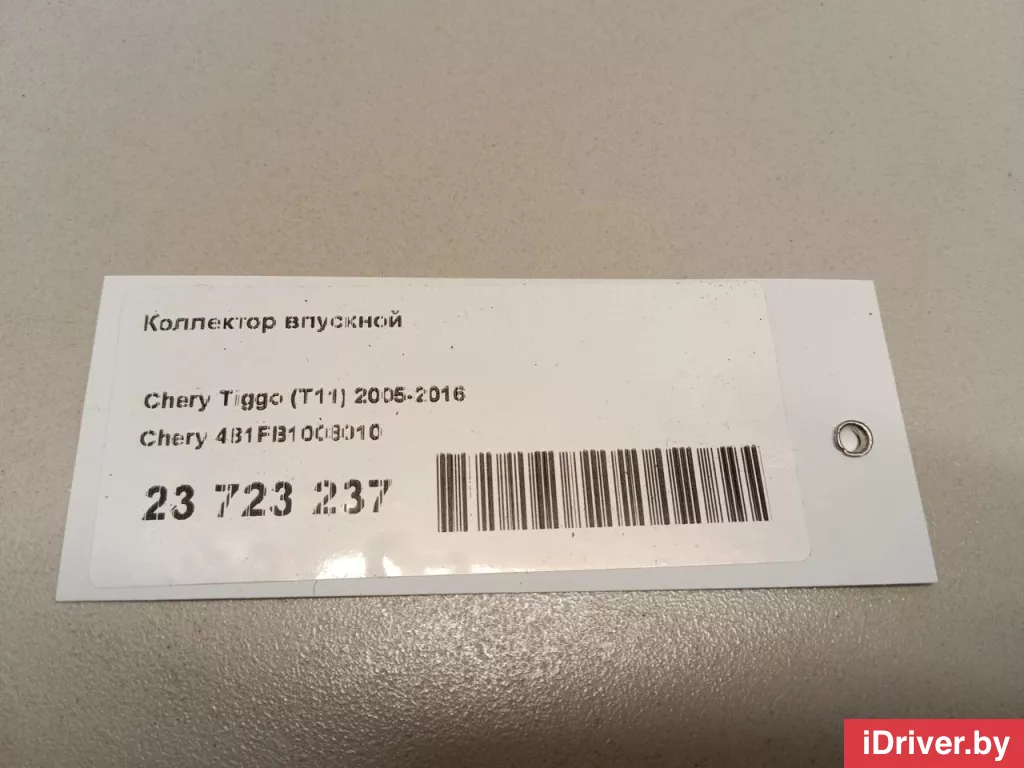 Коллектор впускной
Chery Tiggo (T11) 2005-2016
Chery 481FB1008010
23 723 237
iDriver.by